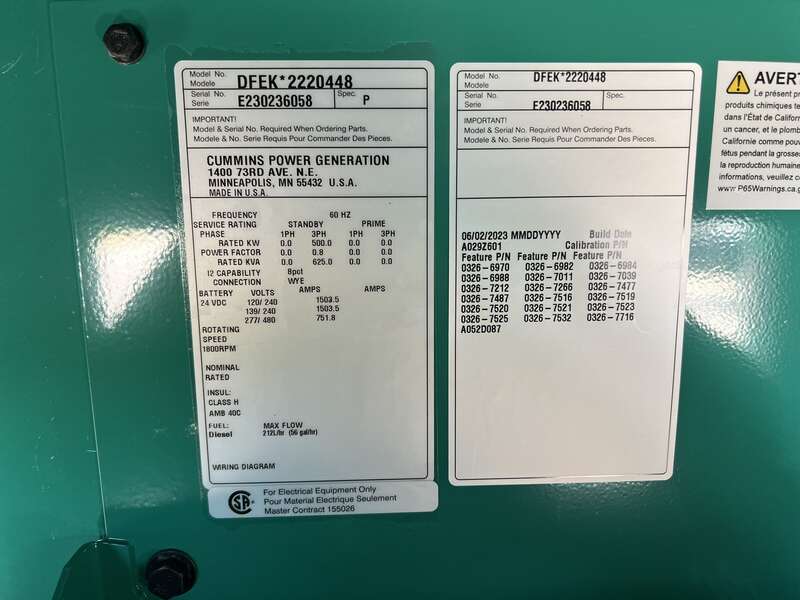 Model No.
Modele
DFEK*2220448
Serial No.
Serie
E230236058
Spec.
P
IMPORTANT!
Model & Serial No. Required When Ordering Parts.
Modele & No. Serie Requis Pour Commander Des Pieces.
CUMMINS POWER GENERATION
1400 73RD AVE. N.E.
MINNEAPOLIS, MN 55432 U.S.A.
MADE IN U.S.A.
FREQUENCY 60 HZ
SERVICE RATING STANDBY PRIME
PHASE 1PH 3PH 1PH 3PH
RATED KW 0.0 500.0 0.0 0.0
POWER FACTOR 0.0 0.8 0.0 0.0
RATED KVA 0.0 625.0 0.0 0.0
I2 CAPABILITY 8pct
CONNECTION WYE
BATTERY VOLTS AMPS AMPS
24 VDC 120/ 240 1503.5
139/ 240 1503.5
277/ 480 751.8
ROTATING
SPEED
1800RPM
NOMINAL
RATED
INSUL:
CLASS H
AMB 40C
FUEL: MAX FLOW
Diesel 212L/hr (56 gal/hr)
WIRING DIAGRAM
For Electrical Equipment Only
Pour Material Electrique Seulement
Master Contract 155026
Model No.
Modele
DFEK*2220448
Serial No.
Serie
E230236058
Spec.
IMPORTANT!
Model & Serial No. Required When Ordering Parts.
Modele & No. Serie Requis Pour Commander Des Pieces.
06/02/2023 MMDDYYYY Build Date
A029Z601 Calibration P/N
Feature P/N Feature P/N Feature P/N
0326-6970 0326-6982 0326-6984
0326-6988 0326-7011 0326-7039
0326-7212 0326-7266 0326-7477
0326-7487 0326-7516 0326-7519
0326-7520 0326-7521 0326-7523
0326-7525 0326-7532 0326-7716
A052D087
AVERT
Le présent pr
produits chimiques te
dans l'État de Califor
un cancer, et le plomb
Californie comme pouv
fétus pendant la grosses
la reproduction humaine
informations, veuillez c
www.P65Warnings.ca.g